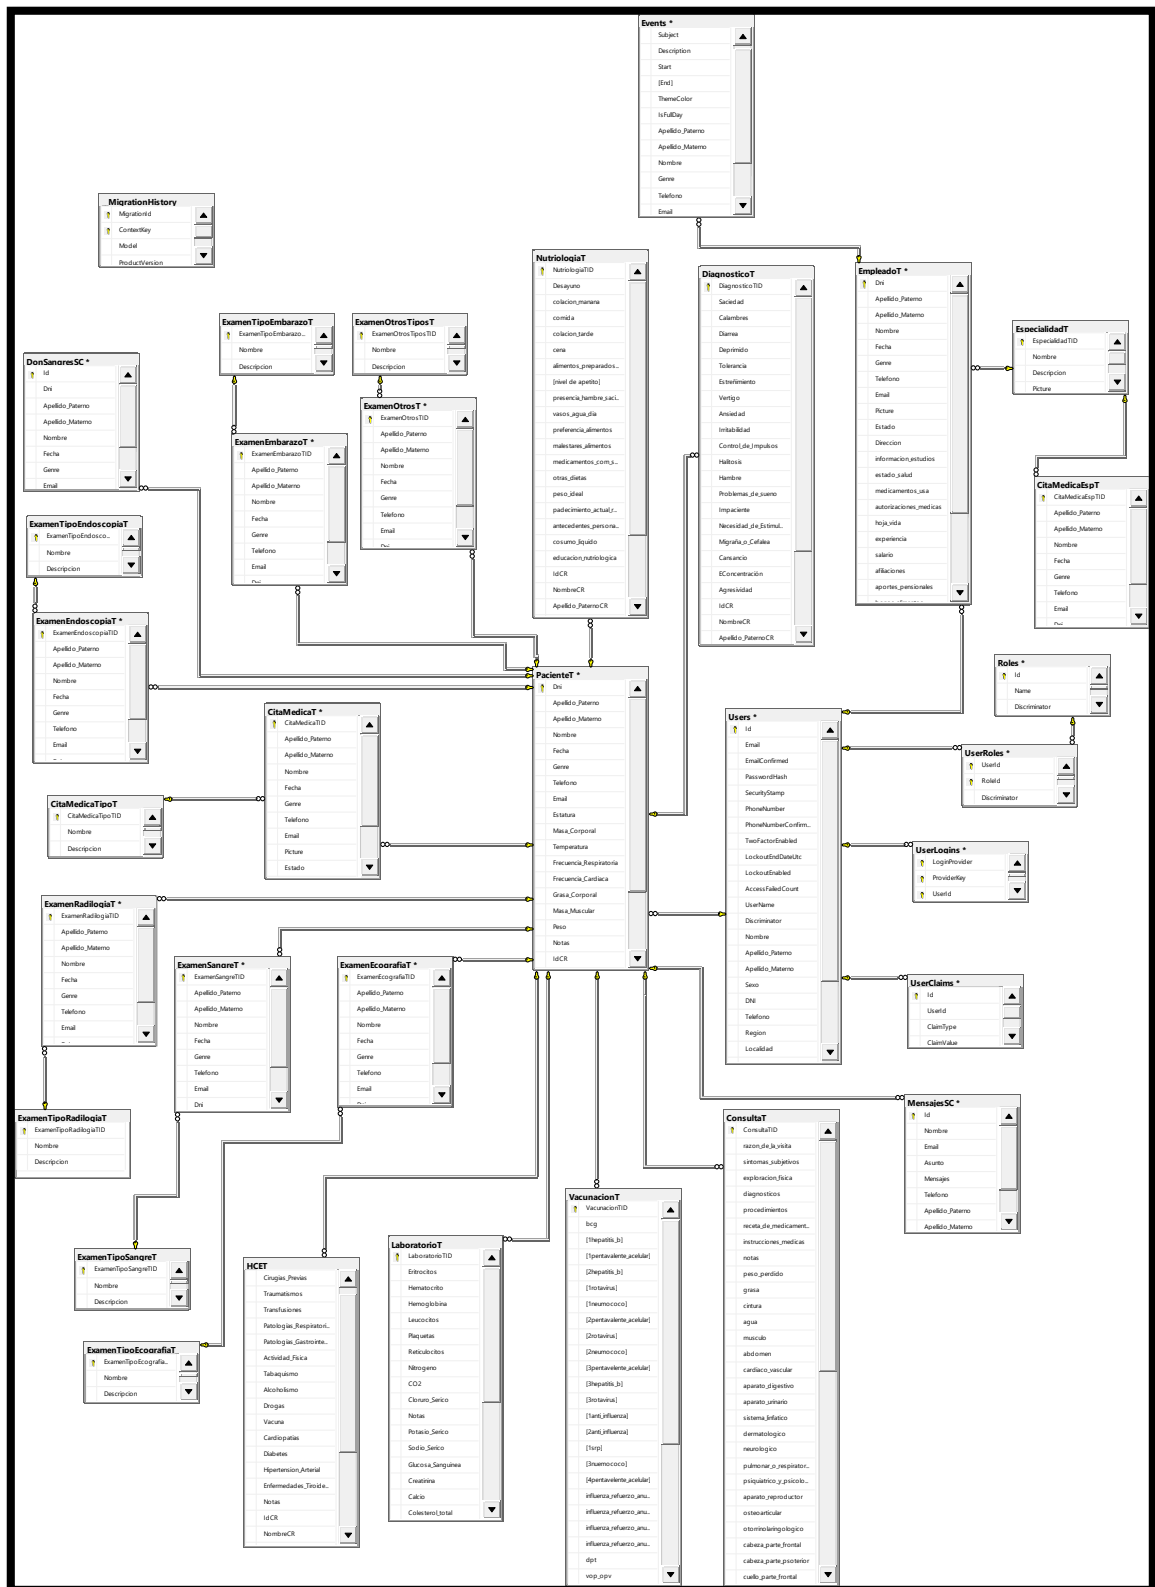 Events *
Subject
Description
Start
[End]
ThemeColor
IsFullDay
Apellido_Paterno
Apellido_Materno
Nombre
Genre
Telefono
Email
__MigrationHistory
MigrationId
ContextKey
Model
ProductVersion
NutriologiaT
NutriologiaTID
Desayuno
colacion_manana
comida
colacion_tarde
cena
alimentos_preparados...
[nivel de apetito]
presencia_hambre_saci...
vasos_agua_dia
preferencia_alimentos
malestares_alimentos
medicamentos_com_s...
otras_dietas
peso_ideal
padecimiento_actual_r...
antecedentes_persona...
cosumo_liquido
educacion_nutriologica
IdCR
NombreCR
Apellido_PaternoCR
DiagnosticoT
DiagnosticoTID
Saciedad
Calambres
Diarrea
Deprimido
Tolerancia
Estreñimiento
Vertigo
Ansiedad
Irritabilidad
Control_de_Impulsos
Halitosis
Hambre
Problemas_de_sueno
Impaciente
Necesidad_de_Estimul...
Migraña_o_Cefalea
Cansancio
EConcentración
Agresividad
IdCR
NombreCR
Apellido_PaternoCR
EmpleadoT *
Dni
Apellido_Paterno
Apellido_Materno
Nombre
Fecha
Genre
Telefono
Email
Picture
Estado
Direccion
informacion_estudios
estado_salud
medicamentos_usa
autorizaciones_medicas
hoja_vida
experiencia
salario
afiliaciones
aportes_pensionales
EspecialidadT
EspecialidadTID
Nombre
Descripcion
Picture
ExamenTipoEmbarazoT
ExamenTipoEmbarazo...
Nombre
Descripcion
ExamenOtrosTiposT
ExamenOtrosTiposTID
Nombre
Descripcion
DonSangresSC *
Id
Dni
Apellido_Paterno
Apellido_Materno
Nombre
Fecha
Genre
Email
ExamenOtrosT *
ExamenOtrosTID
Apellido_Paterno
Apellido_Materno
Nombre
Fecha
Genre
Telefono
Email
Dni
ExamenEmbarazoT *
ExamenEmbarazoTID
Apellido_Paterno
Apellido_Materno
Nombre
Fecha
Genre
Telefono
Email
Dni
CitaMedicaEspT
CitaMedicaEspTID
Apellido_Paterno
Apellido_Materno
Nombre
Fecha
Genre
Telefono
Email
Dni
ExamenTipoEndoscopiaT
ExamenTipoEndosco...
Nombre
Descripcion
ExamenEndoscopiaT *
ExamenEndoscopiaTID
Apellido_Paterno
Apellido_Materno
Nombre
Fecha
Genre
Telefono
Email
PacienteT *
Dni
Apellido_Paterno
Apellido_Materno
Nombre
Fecha
Genre
Telefono
Email
Estatura
Masa_Corporal
Temperatura
Frecuencia_Respiratoria
Frecuencia_Cardiaca
Grasa_Corporal
Masa_Muscular
Peso
Notas
IdCR
Roles *
Id
Name
Discriminator
CitaMedicaT *
CitaMedicaTID
Apellido_Paterno
Apellido_Materno
Nombre
Fecha
Genre
Telefono
Email
Picture
Estado
Users *
Id
Email
EmailConfirmed
PasswordHash
SecurityStamp
PhoneNumber
PhoneNumberConfirm...
TwoFactorEnabled
LockoutEndDateUtc
LockoutEnabled
AccessFailedCount
UserName
Discriminator
Nombre
Apellido_Paterno
Apellido_Materno
Sexo
DNI
Telefono
Region
Localidad
UserRoles *
UserId
RoleId
Discriminator
CitaMedicaTipoT
CitaMedicaTipoTID
Nombre
Descripcion
UserLogins *
LoginProvider
ProviderKey
UserId
ExamenRadilogiaT *
ExamenRadilogiaTID
Apellido_Paterno
Apellido_Materno
Nombre
Fecha
Genre
Telefono
Email
ExamenSangreT *
ExamenSangreTID
Apellido_Paterno
Apellido_Materno
Nombre
Fecha
Genre
Telefono
Email
Dni
ExamenEcografiaT *
ExamenEcografiaTID
Apellido_Paterno
Apellido_Materno
Nombre
Fecha
Genre
Telefono
Email
Dni
UserClaims *
Id
UserId
ClaimType
ClaimValue
MensajesSC *
Id
Nombre
Email
Asunto
Mensajes
Telefono
Apellido_Paterno
Apellido_Materno
ExamenTipoRadilogiaT
ExamenTipoRadilogiaTID
Nombre
Descripcion
ConsultaT
ConsultaTID
razon_de_la_visita
sintomas_subjetivos
exploracion_fisica
diagnosticos
procedimientos
receta_de_medicament...
instrucciones_medicas
notas
peso_perdido
grasa
cintura
agua
musculo
abdomen
cardiaco_vascular
aparato_digestivo
aparato_urinario
sistema_linfatico
dermatologico
neurologico
pulmonar_o_respirator...
psiquiatrico_y_psicolo...
aparato_reproductor
osteoarticular
otorrinolaringologico
cabeza_parte_frontal
cabeza_parte_psoterior
cuello_parte_frontal
VacunacionT
VacunacionTID
bcg
[1hepatitis_b]
[1pentavalente_acelular]
[2hepatitis_b]
[1rotavirus]
[1neumococo]
[2pentavalente_acelular]
[2rotavirus]
[2neumococo]
[3pentavelente_acelular]
[3hepatitis_b]
[3rotavirus]
[1anti_influenza]
[2anti_influenza]
[1srp]
[3nuemococo]
[4pentavelente_acelular]
influenza_refuerzo_anu...
influenza_refuerzo_anu...
influenza_refuerzo_anu...
influenza_refuerzo_anu...
dpt
vop_opv
LaboratorioT
LaboratorioTID
Eritrocitos
Hematocrito
Hemoglobina
Leucocitos
Plaquetas
Reticulocitos
Nitrogeno
CO2
Cloruro_Serico
Notas
Potasio_Serico
Sodio_Serico
Glucosa_Sanguinea
Creatinina
Calcio
Colesterol_total
ExamenTipoSangreT
ExamenTipoSangreTID
Nombre
Descripcion
HCET
Cirugias_Previas
Traumatismos
Transfusiones
Patologias_Respiratori...
Patologias_Gastrointe...
Actividad_Fisica
Tabaquismo
Alcoholismo
Drogas
Vacuna
Cardiopatias
Diabetes
Hipertension_Arterial
Enfermedades_Tiroide...
Notas
IdCR
NombreCR
ExamenTipoEcografiaT
ExamenTipoEcografia...
Nombre
Descripcion